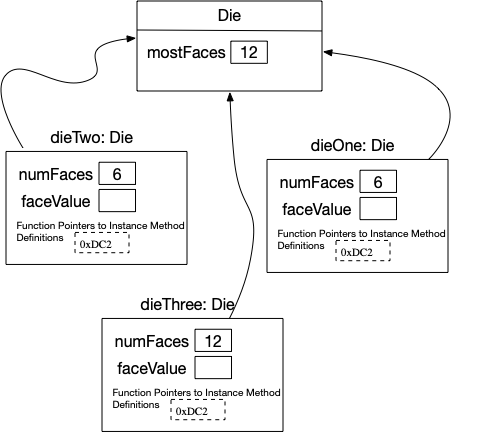 Die
mostFaces 12
dieTwo: Die
numFaces 6
faceValue
Function Pointers to Instance Method
Definitions 0xDC2
dieOne: Die
numFaces 6
faceValue
Function Pointers to Instance Method
Definitions 0xDC2
dieThree: Die
numFaces 12
faceValue
Function Pointers to Instance Method
Definitions 0xDC2